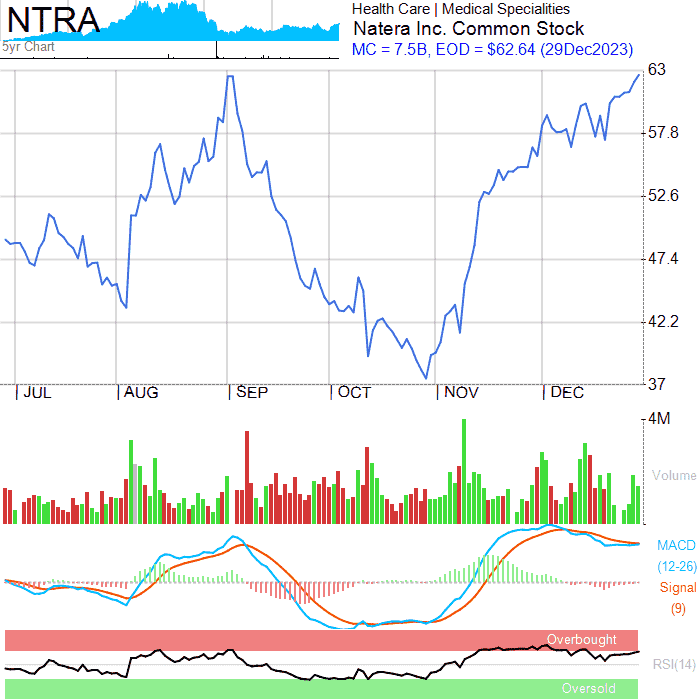 NTRA
5yr Chart
Health Care | Medical Specialities
Natera Inc. Common Stock
MC = 7.5B, EOD = $62.64 (29Dec2023)
63
57.8
52.6
47.4
42.2
37
JUL
AUG
SEP
OCT
NOV
DEC
4M
Volume
MACD
(12-26)
Signal
(9)
Overbought
RSI(14)
Oversold